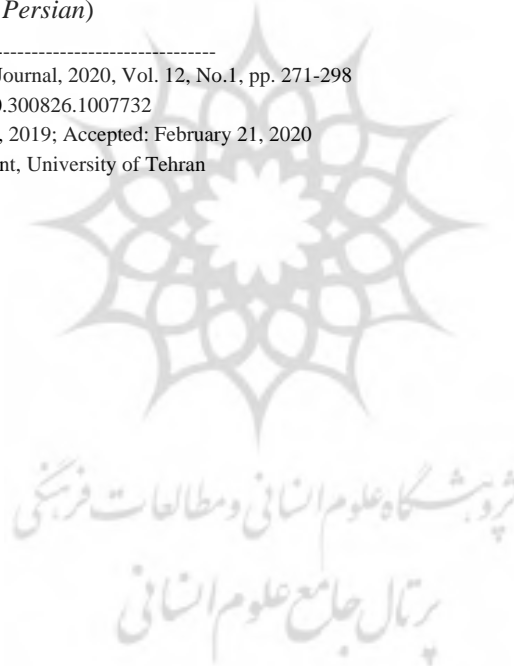 Persian)
------------------------------
Journal, 2020, Vol. 12, No.1, pp. 271-298
0.300826.1007732
, 2019; Accepted: February 21, 2020
nt, University of Tehran
پژوهشگاه علوم انسانی و مطالعات فرهنگی
پرتال جامع علوم انسانی